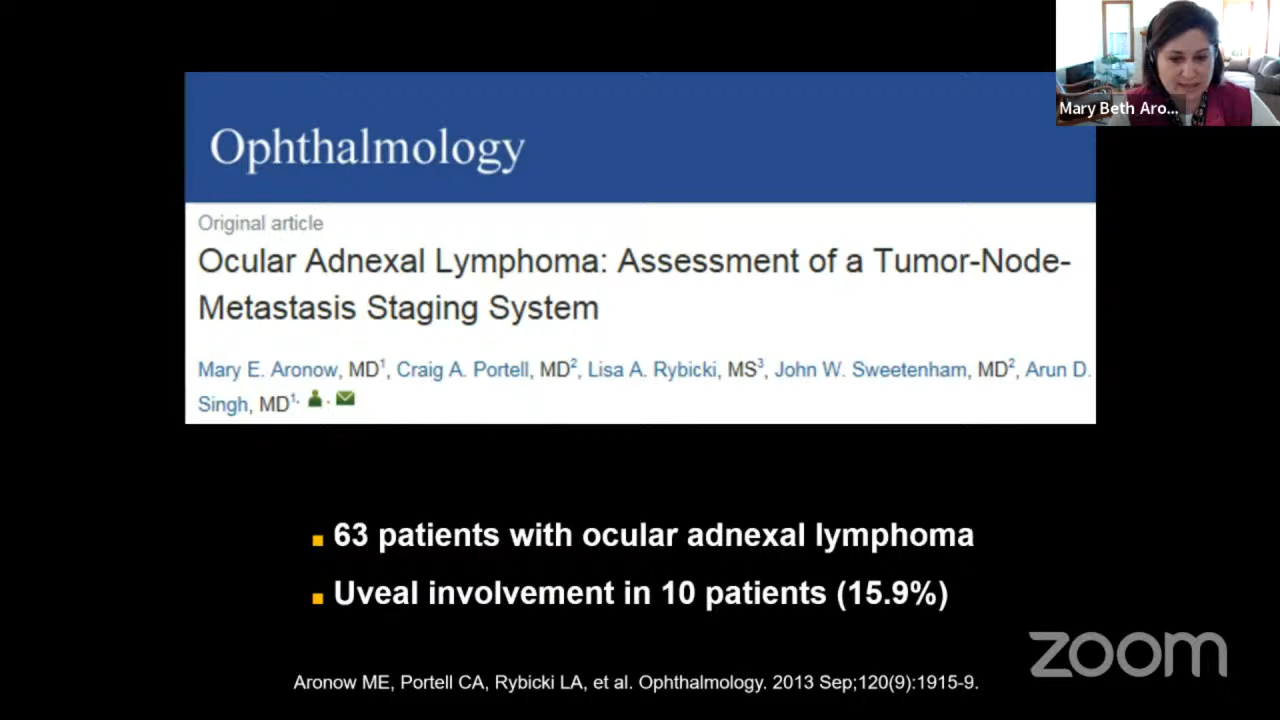 Mary Beth Aro...
Ophthalmology
Original article
Ocular Adnexal Lymphoma: Assessment of a Tumor-Node-
Metastasis Staging System
Mary E. Aronow, MD1, Craig A. Portell, MD2, Lisa A. Rybicki, MS3, John W. Sweetenham, MD2, Arun D.
Singh, MD1,
63 patients with ocular adnexal lymphoma
Uveal involvement in 10 patients (15.9%)
zoom
Aronow ME, Portell CA, Rybicki LA, et al. Ophthalmology. 2013 Sep;120(9):1915-9.